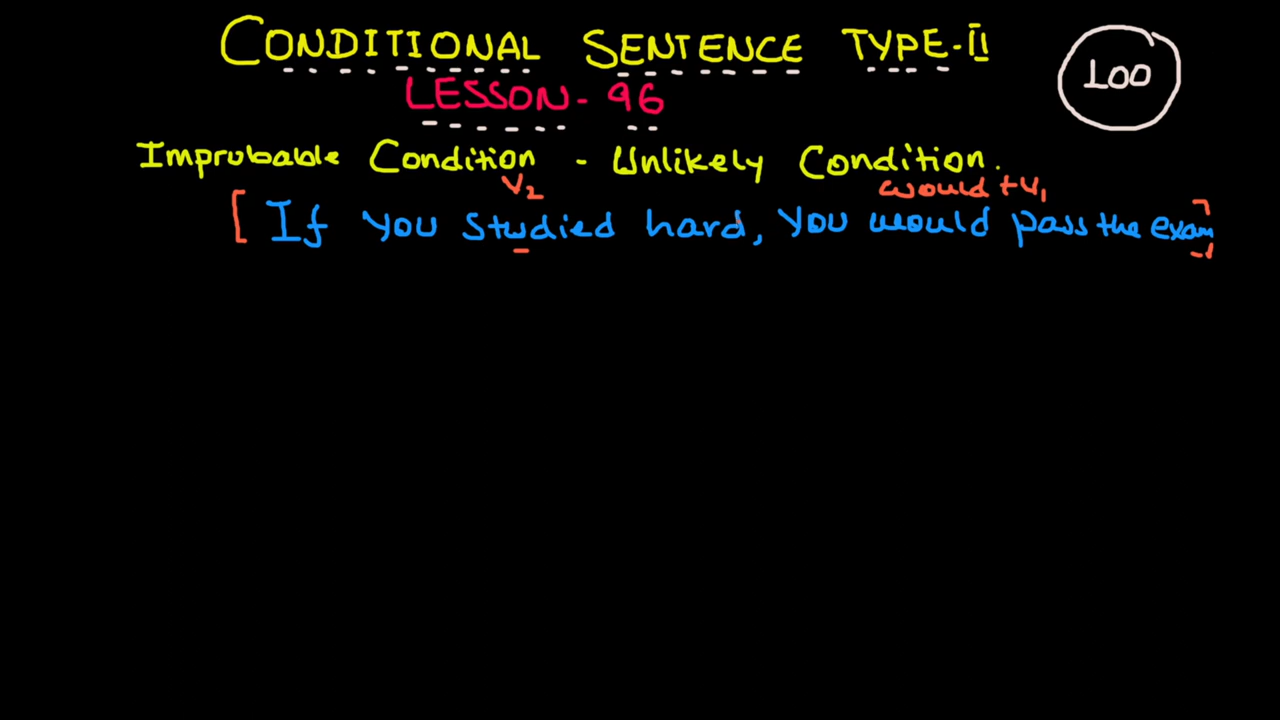 CONDITIONAL SENTENCE TYPE-II
100
LESSON-96
Improbable Condition - Unlikely Condition.
V2 would + V1
[ If you studied hard, you would pass the exam ]